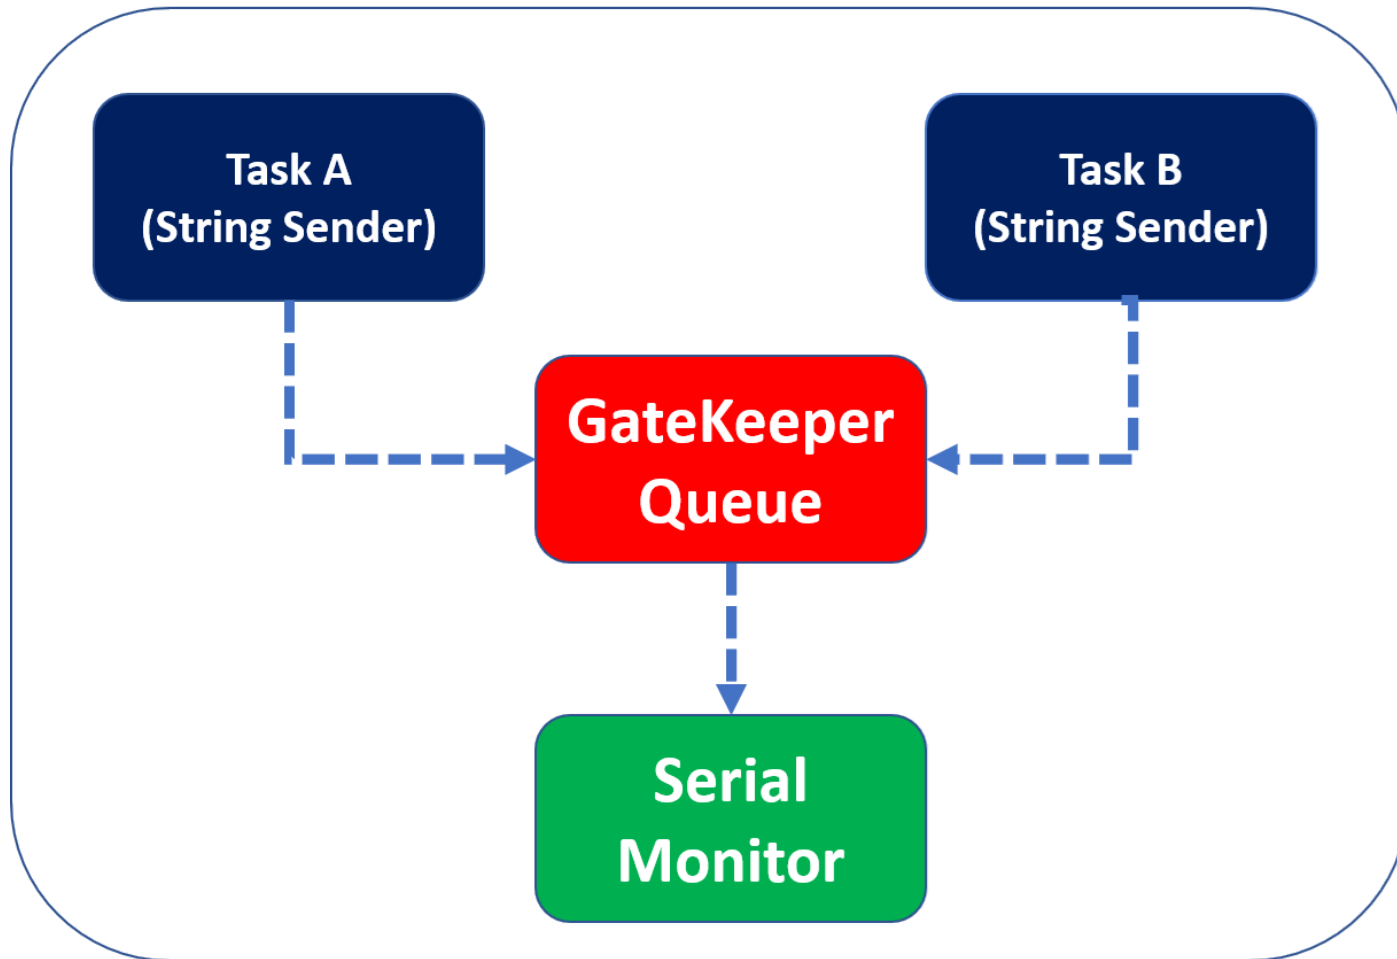 Task A
(String Sender)
Task B
(String Sender)
GateKeeper
Queue
Serial
Monitor